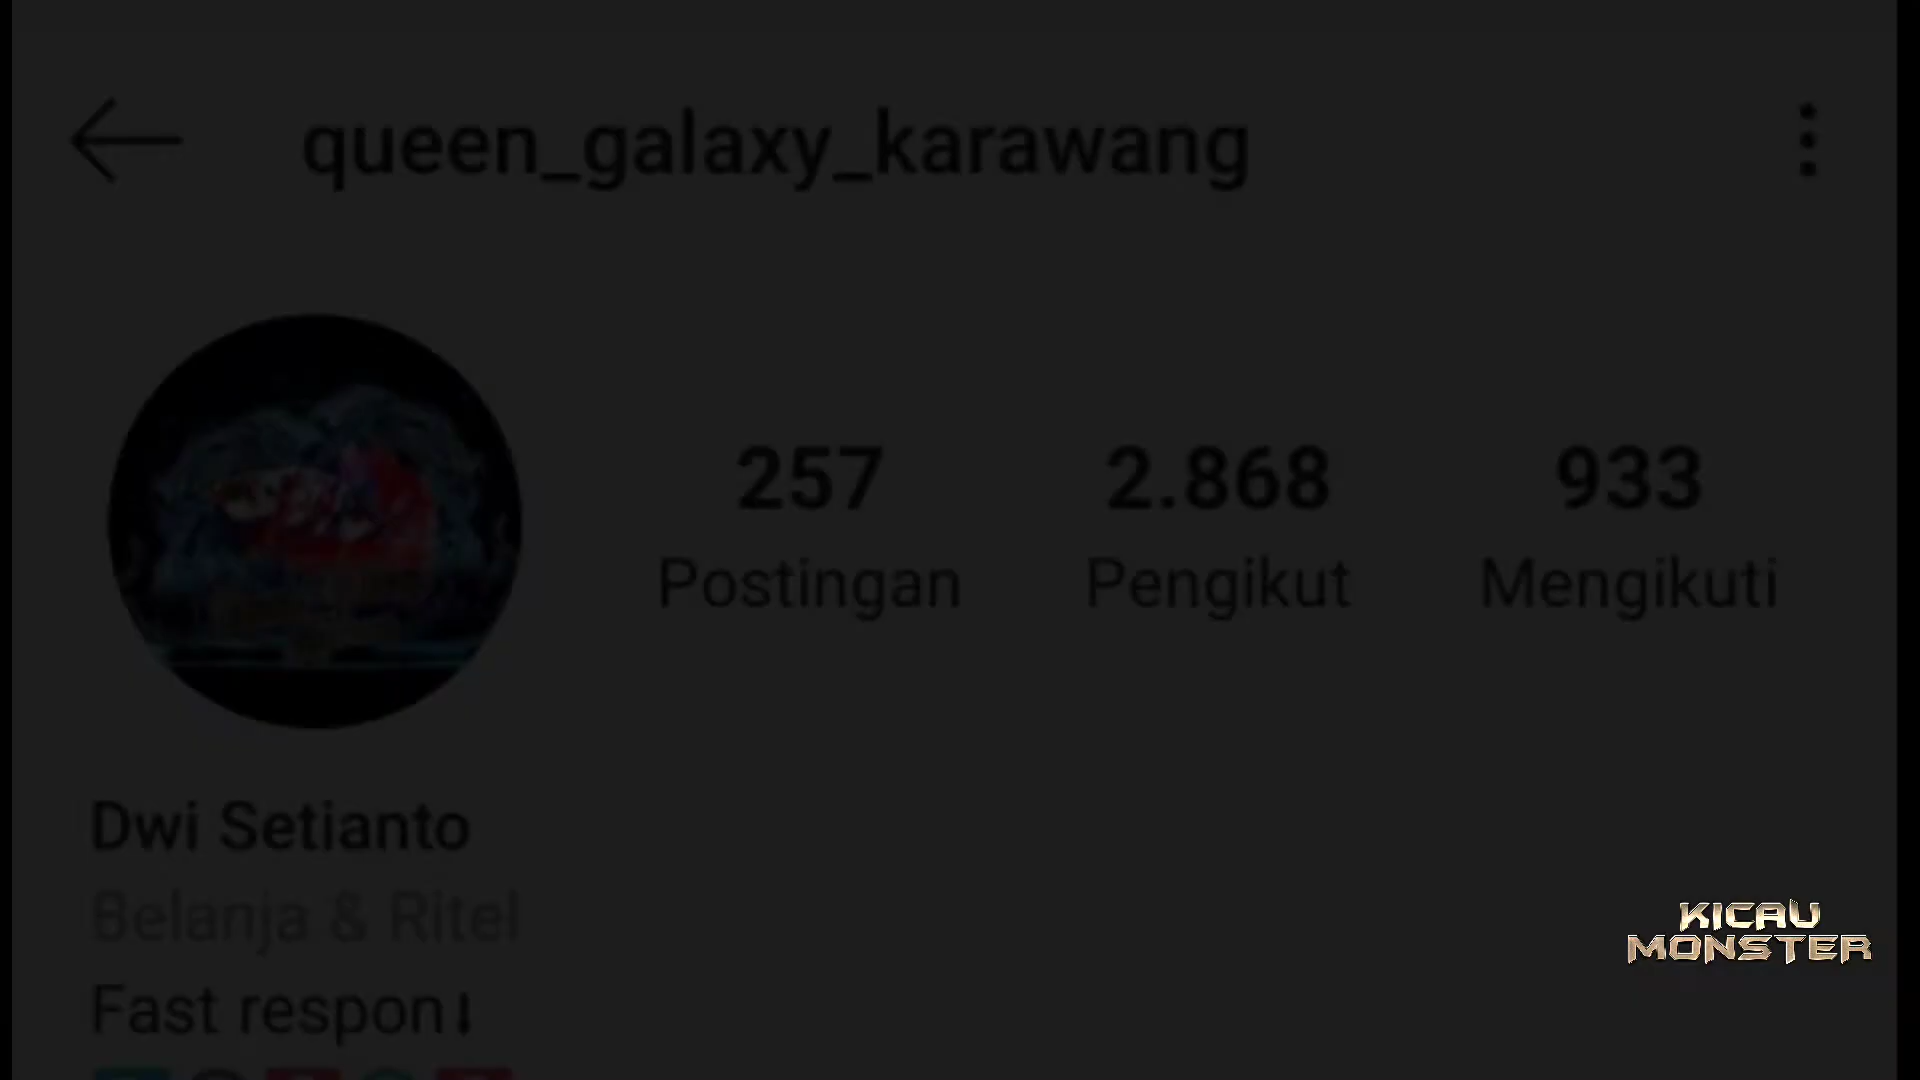 queen_galaxy_karawang
257 2.868 933
Postingan Pengikut Mengikuti
Dwi Setianto
Belanja & Ritel
Fast respon
KICAU
MONSTER